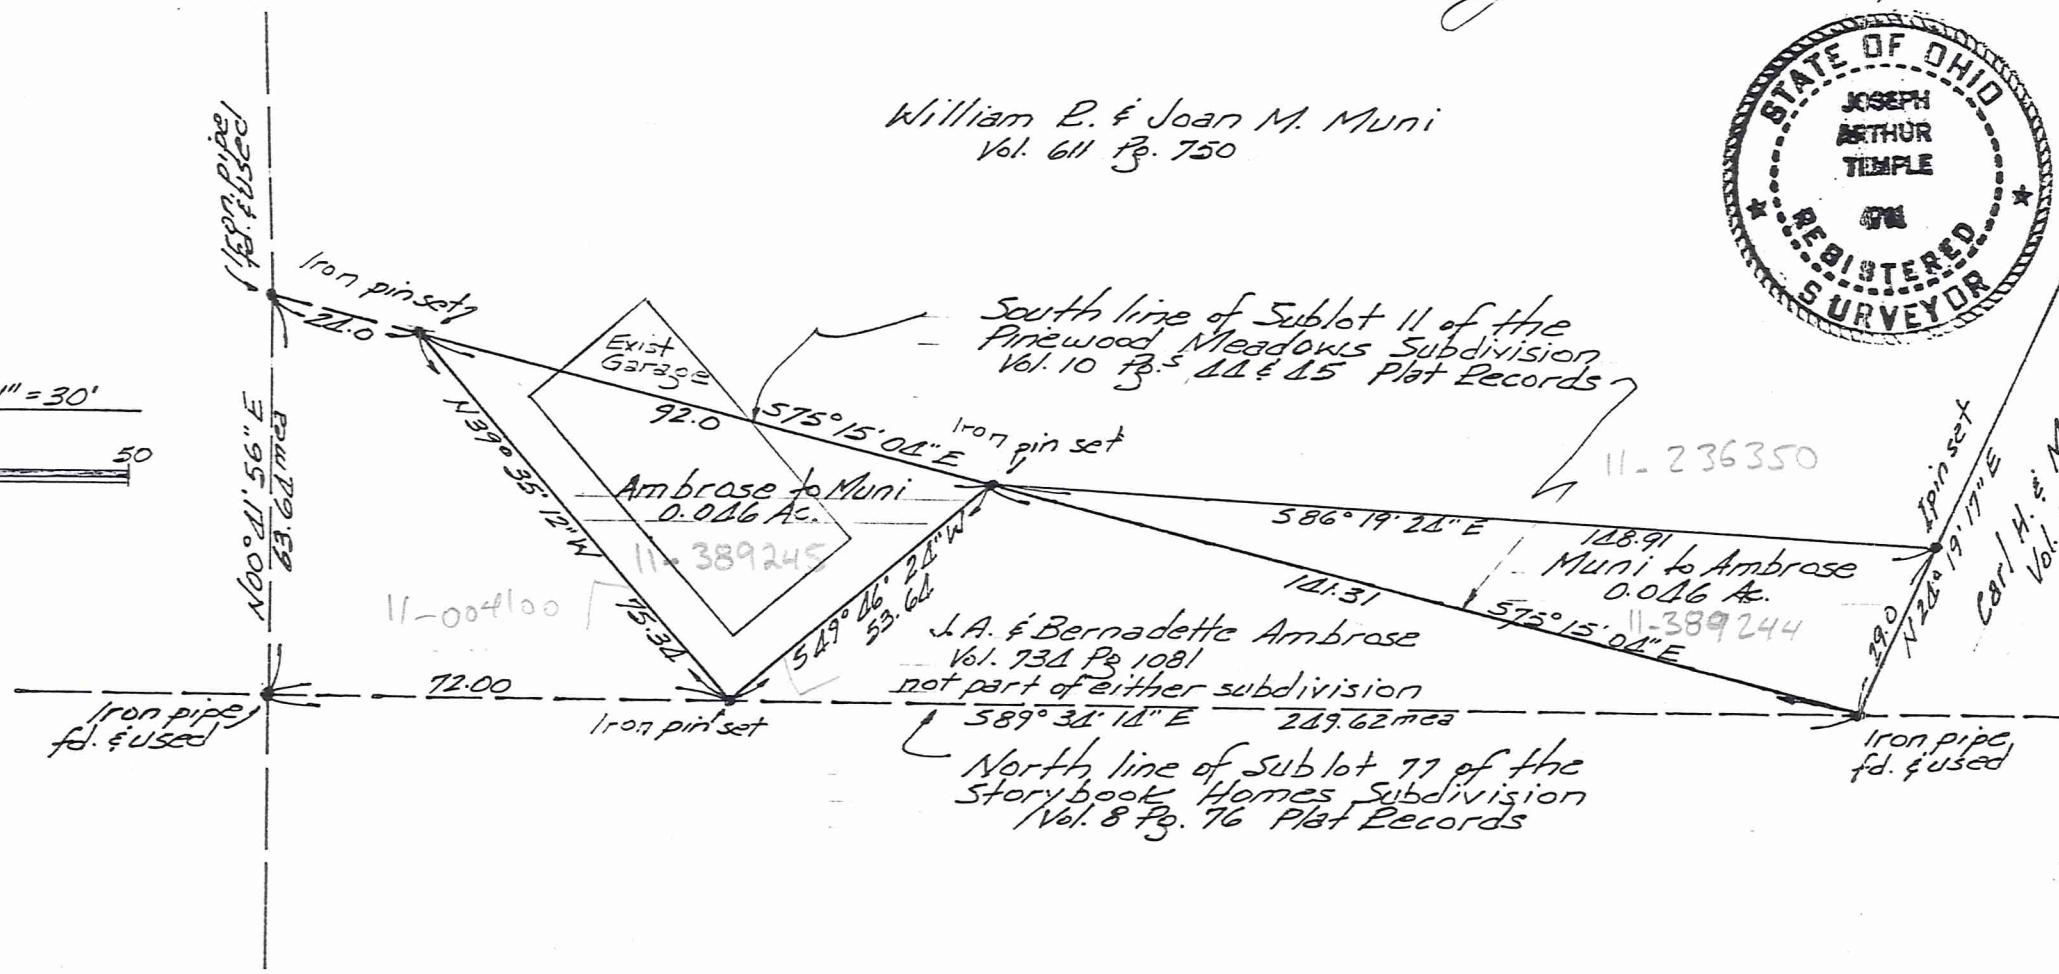 William R. & Joan M. Muni
Vol. 611 Pg. 750
STATE OF OHIO
JOSEPH
ARTHUR
TEMPLE
REGISTERED
SURVEYOR
Iron pipe
fd. & used
Iron pin set
24.0
Exist
Garage
South line of Sublot 11 of the
Pinewood Meadows Subdivision
Vol. 10 Pg.s 44 & 45 Plat Records
1" = 30'
50
N00° 41' 56" E
63.64 mea
92.0
S75° 15' 04" E
Iron pin set
N39° 35' 12" W
75.34
Ambrose to Muni
0.046 Ac.
11-389245
11-004100
S49° 46' 24" W
53.64
11-236350
S86° 19' 24" E
148.91
Muni to Ambrose
0.046 Ac.
11-389244
141.31
S75° 15' 04" E
I pin set
29.0
N24° 19' 17" E
Carl H. &
Vol.
J.A. & Bernadette Ambrose
Vol. 734 Pg 1081
not part of either subdivision
72.00
S89° 34' 14" E 249.62 mea
Iron pipe
fd. & used
Iron pin set
Iron pipe
fd. & used
North line of Sublot 77 of the
Storybook Homes Subdivision
Vol. 8 Pg. 76 Plat Records